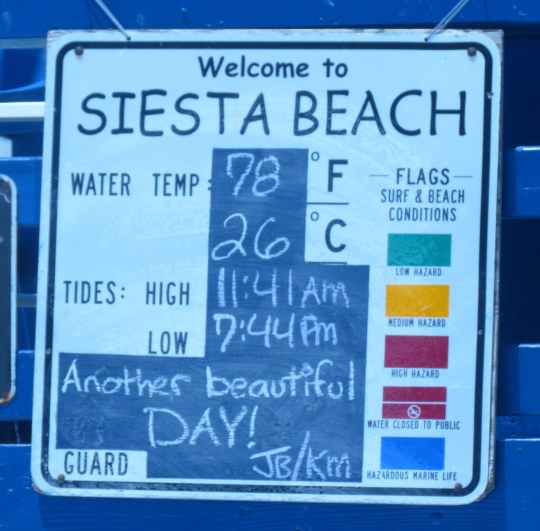 Welcome to
SIESTA BEACH
WATER TEMP: 78 °F
26 °C
TIDES: HIGH 11:41 Am
LOW 7:44 Pm
Another beautiful
DAY!
GUARD JB/Km
FLAGS
SURF & BEACH
CONDITIONS
LOW HAZARD
MEDIUM HAZARD
HIGH HAZARD
WATER CLOSED TO PUBLIC
HAZARDOUS MARINE LIFE